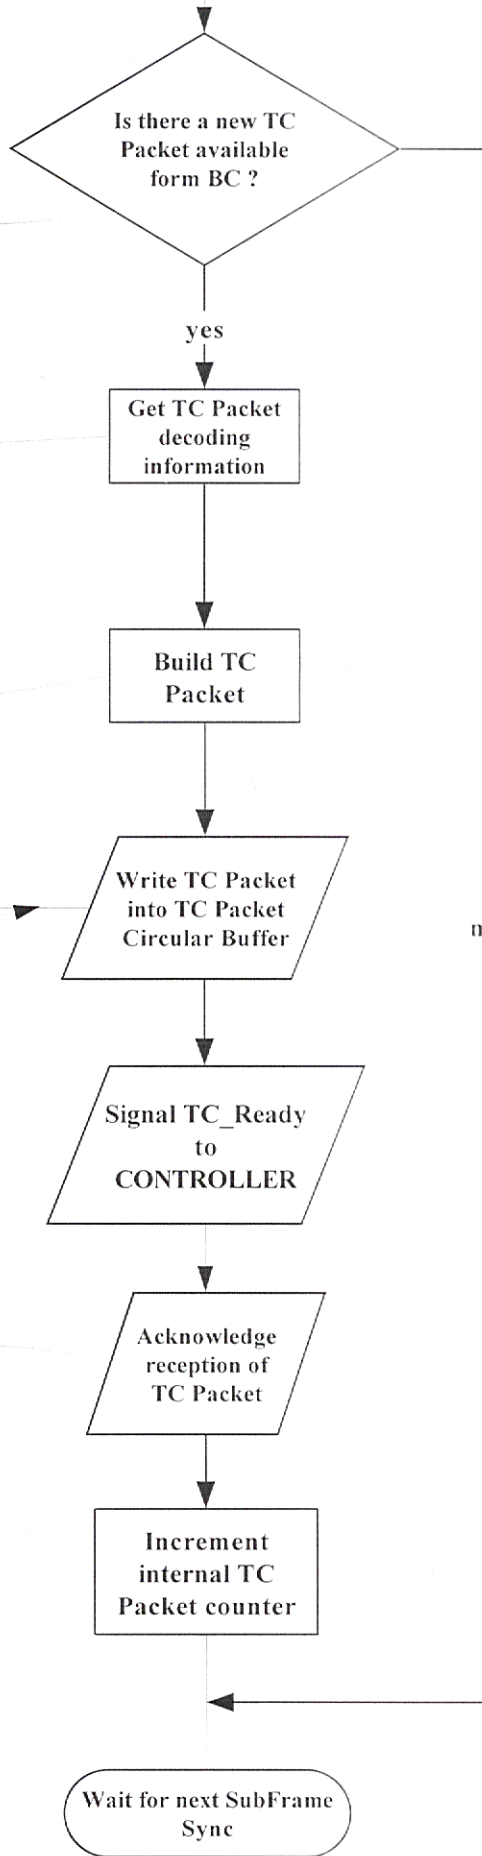 Is there a new TC
Packet available
form BC ?
yes
Get TC Packet
decoding
information
Build TC
Packet
Write TC Packet
into TC Packet
Circular Buffer
Signal TC_Ready
to
CONTROLLER
Acknowledge
reception of
TC Packet
Increment
internal TC
Packet counter
Wait for next SubFrame
Sync